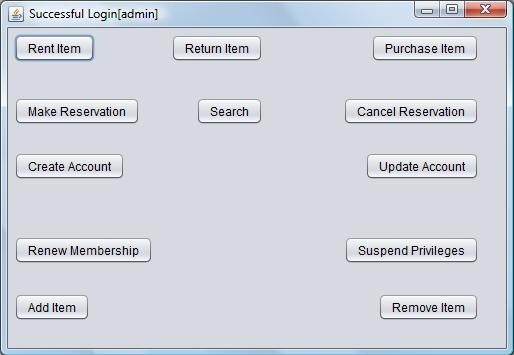 Successful Login[admin]
Rent Item Return Item Purchase Item
Make Reservation Search Cancel Reservation
Create Account Update Account
Renew Membership Suspend Privileges
Add Item Remove Item